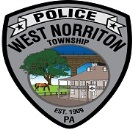 POLICE
WEST NORRITON
TOWNSHIP
EST. 1909
PA